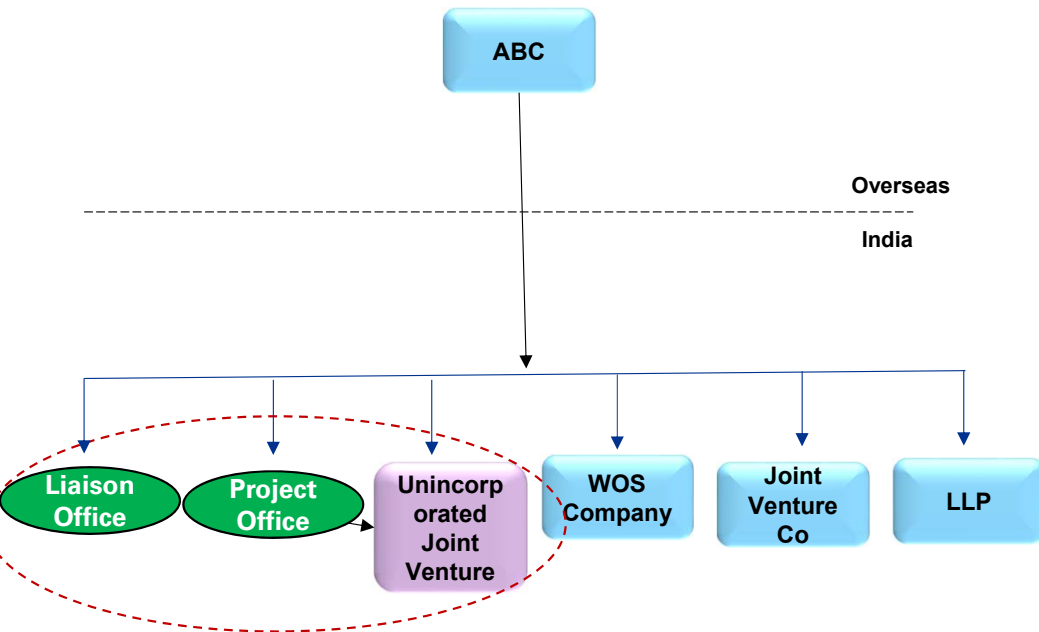 ABC
Overseas
India
Liaison
Office
Project
Office
Unincorp
orated
Joint
Venture
WOS
Company
Joint
Venture
Co
LLP